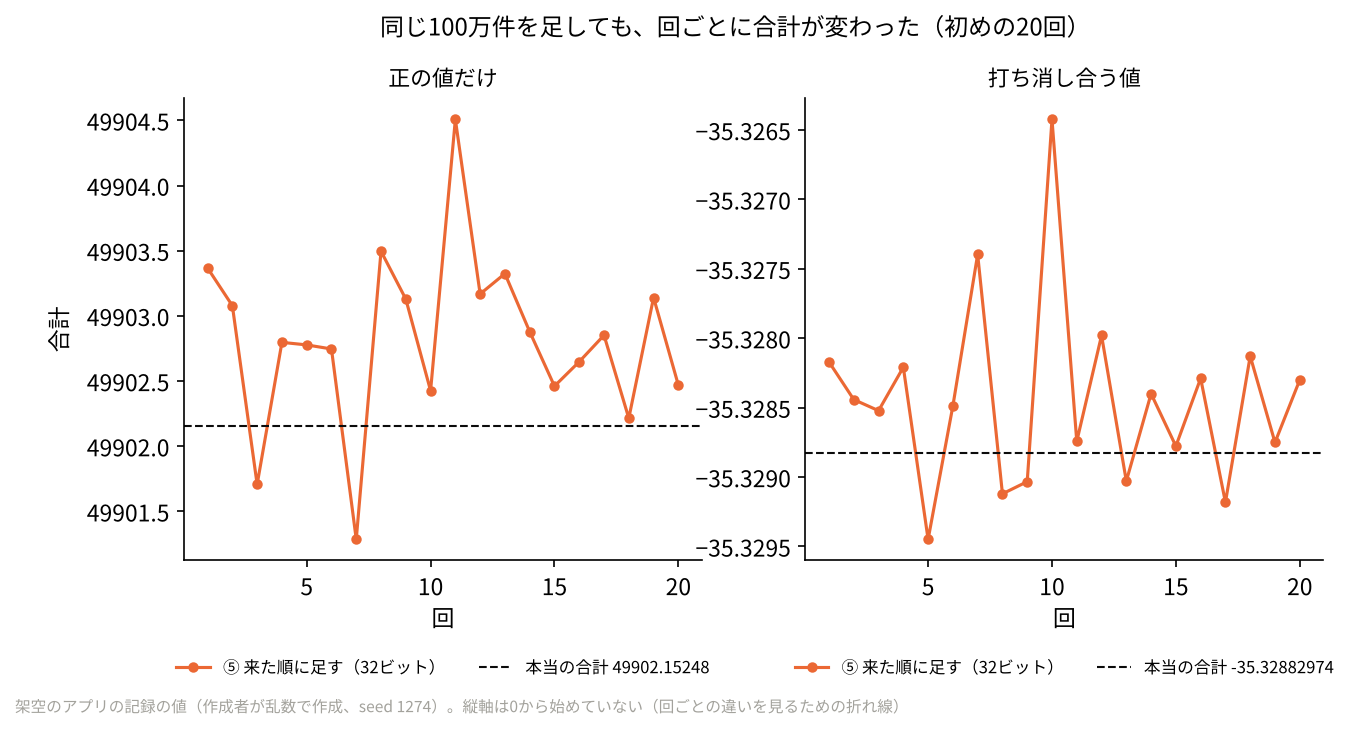 同じ100万件を足しても、回ごとに合計が変わった（初めの20回）
正の値だけ
合計
49904.5
49904.0
49903.5
49903.0
49902.5
49902.0
49901.5
5
10
15
20
回
⑤ 来た順に足す（32ビット）
本当の合計 49902.15248
打ち消し合う値
−35.3265
−35.3270
−35.3275
−35.3280
−35.3285
−35.3290
−35.3295
5
10
15
20
回
⑤ 来た順に足す（32ビット）
本当の合計 -35.32882974
架空のアプリの記録の値（作成者が乱数で作成、seed 1274）。縦軸は0から始めていない（回ごとの違いを見るための折れ線）